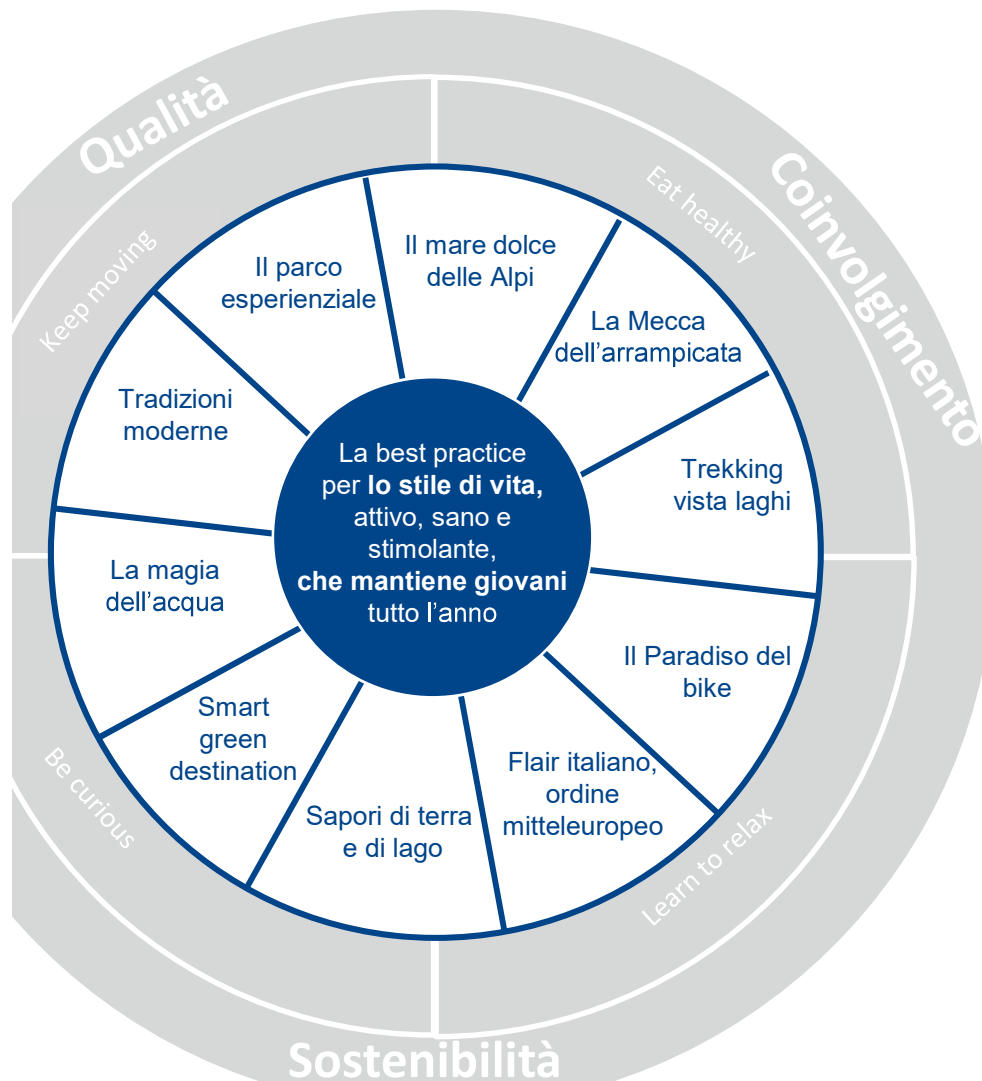 Qualità
Coinvolgimento
Keep moving
Eat healthy
Il mare dolce
delle Alpi
La Mecca
dell’arrampicata
Trekking
vista laghi
Il Paradiso del
bike
Flair italiano,
ordine
mitteleuropeo
Sapori di terra
e di lago
Smart
green
destination
La magia
dell’acqua
Tradizioni
moderne
Il parco
esperienziale
La best practice
per lo stile di vita,
attivo, sano e
stimolante,
che mantiene giovani
tutto l’anno
Be curious
Learn to relax
Sostenibilità